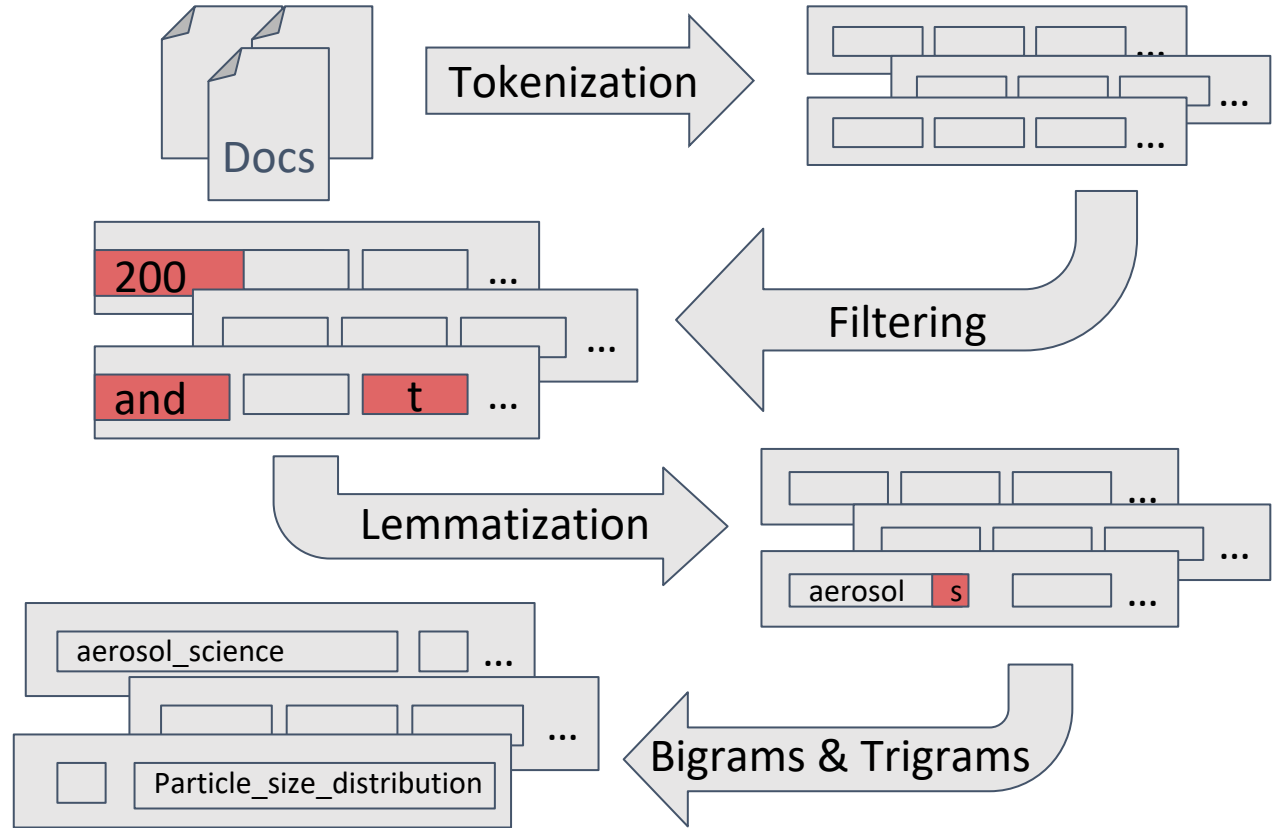 Docs
Tokenization
...
...
...
Filtering
200
...
...
and
t
...
Lemmatization
...
...
aerosol s
...
Bigrams & Trigrams
aerosol_science
...
...
Particle_size_distribution